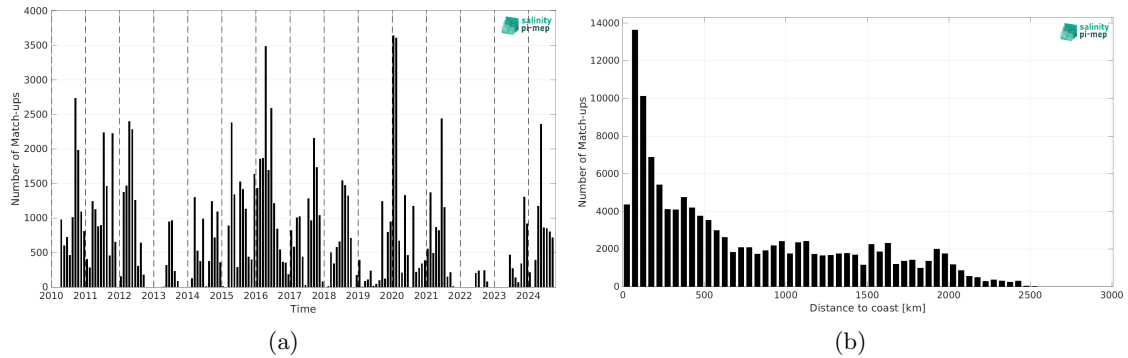 4000
3500
3000
2500
2000
1500
1000
500
0
Number of Match-ups
2010 2011 2012 2013 2014 2015 2016 2017 2018 2019 2020 2021 2022 2023 2024
Time
salinity
pi-mep
(a)
14000
12000
10000
8000
6000
4000
2000
0
Number of Match-ups
0 500 1000 1500 2000 2500 3000
Distance to coast [km]
salinity
pi-mep
(b)